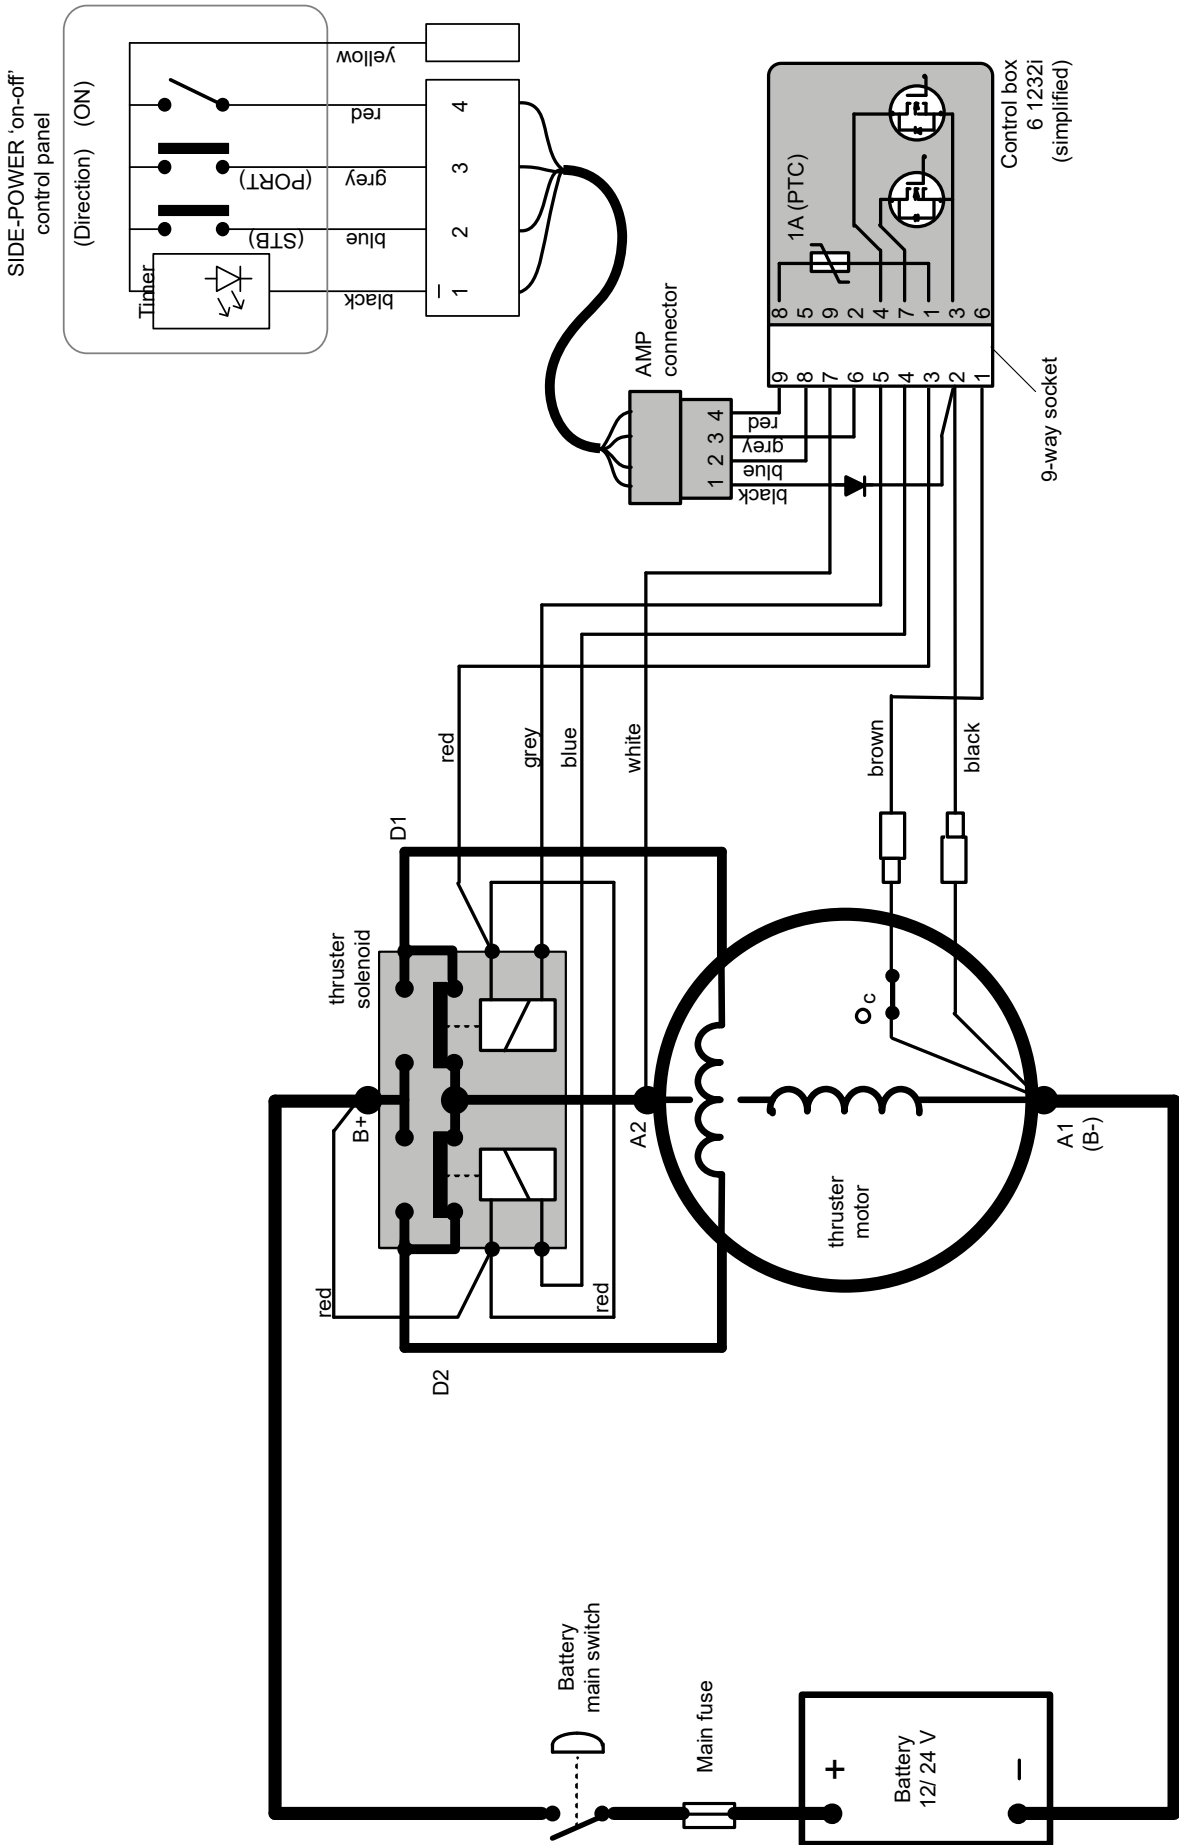 SIDE-POWER 'on-off'
control panel
(Direction)
(ON)
Timer
(STB)
(PORT)
black
blue
grey
red
yellow
1
2
3
4
AMP
connector
1
2
3
4
black
blue
grey
red
1A (PTC)
8
5
9
2
4
7
1
3
6
9
8
7
6
5
4
3
2
1
Control box
6 1232i
(simplified)
9-way socket
red
grey
blue
white
brown
black
D1
thruster
solenoid
B+
red
red
D2
A2
°c
thruster
motor
A1
(B-)
Battery
main switch
Main fuse
+
Battery
12/ 24 V
−